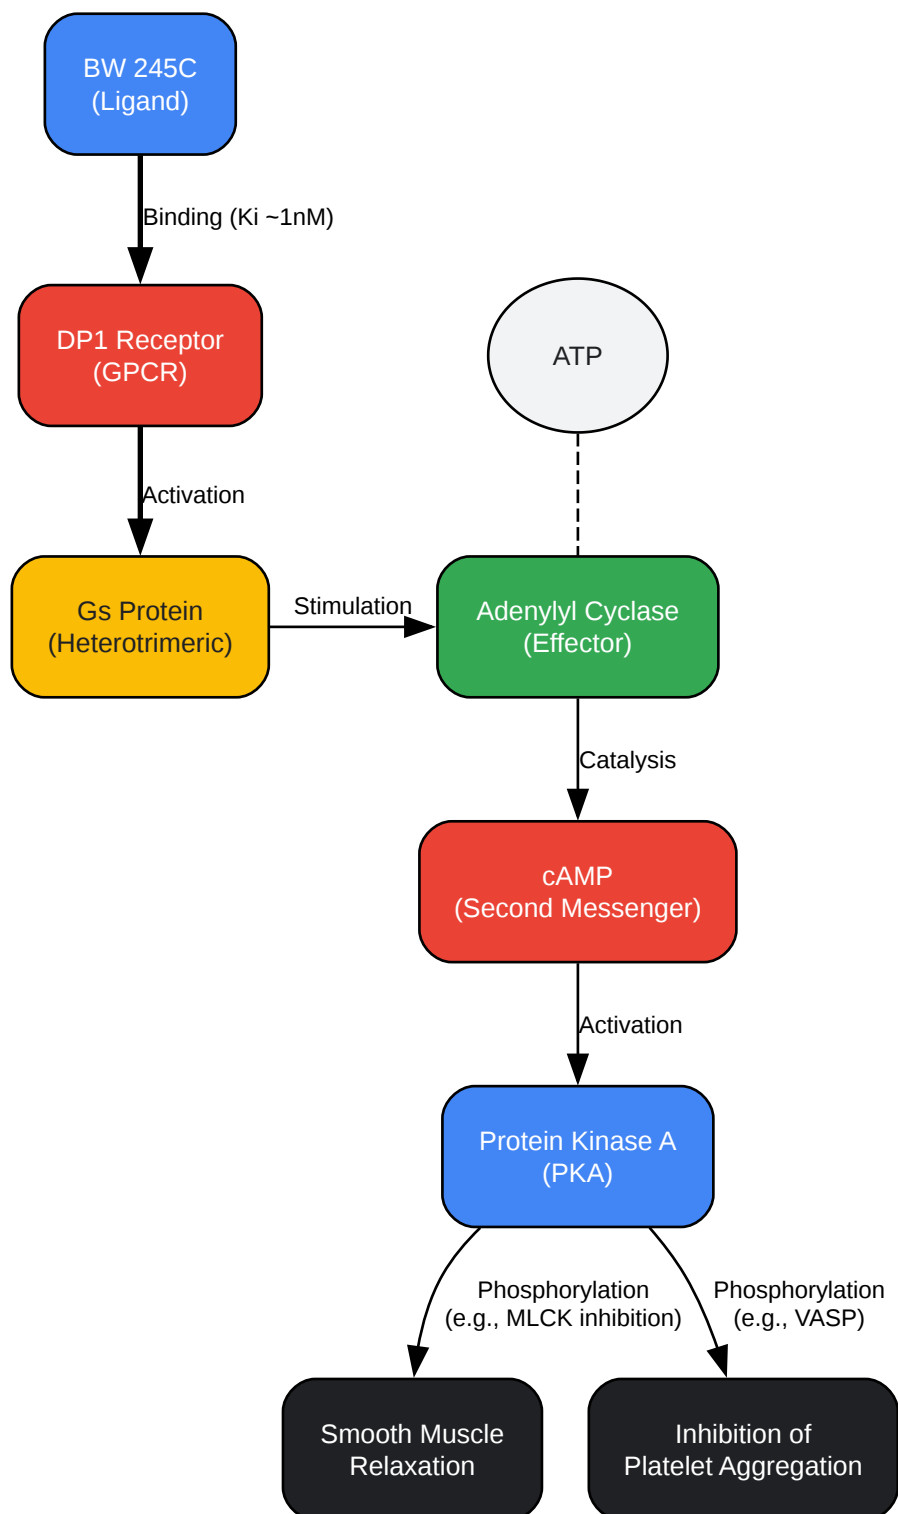 BW 245C
(Ligand)
Binding (Ki ~1nM)
DP1 Receptor
(GPCR)
ATP
Activation
Gs Protein
(Heterotrimeric)
Stimulation
Adenylyl Cyclase
(Effector)
Catalysis
cAMP
(Second Messenger)
Activation
Protein Kinase A
(PKA)
Phosphorylation
(e.g., MLCK inhibition)
Phosphorylation
(e.g., VASP)
Smooth Muscle
Relaxation
Inhibition of
Platelet Aggregation